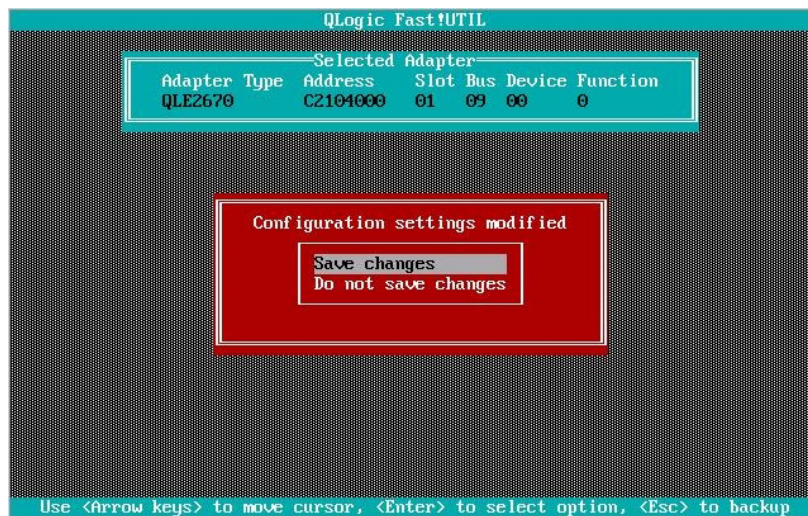 QLogic Fast!UTIL
Selected Adapter
Adapter Type Address Slot Bus Device Function
QLE2670 C2104000 01 09 00 0
Configuration settings modified
Save changes
Do not save changes
Use <Arrow keys> to move cursor, <Enter> to select option, <Esc> to backup